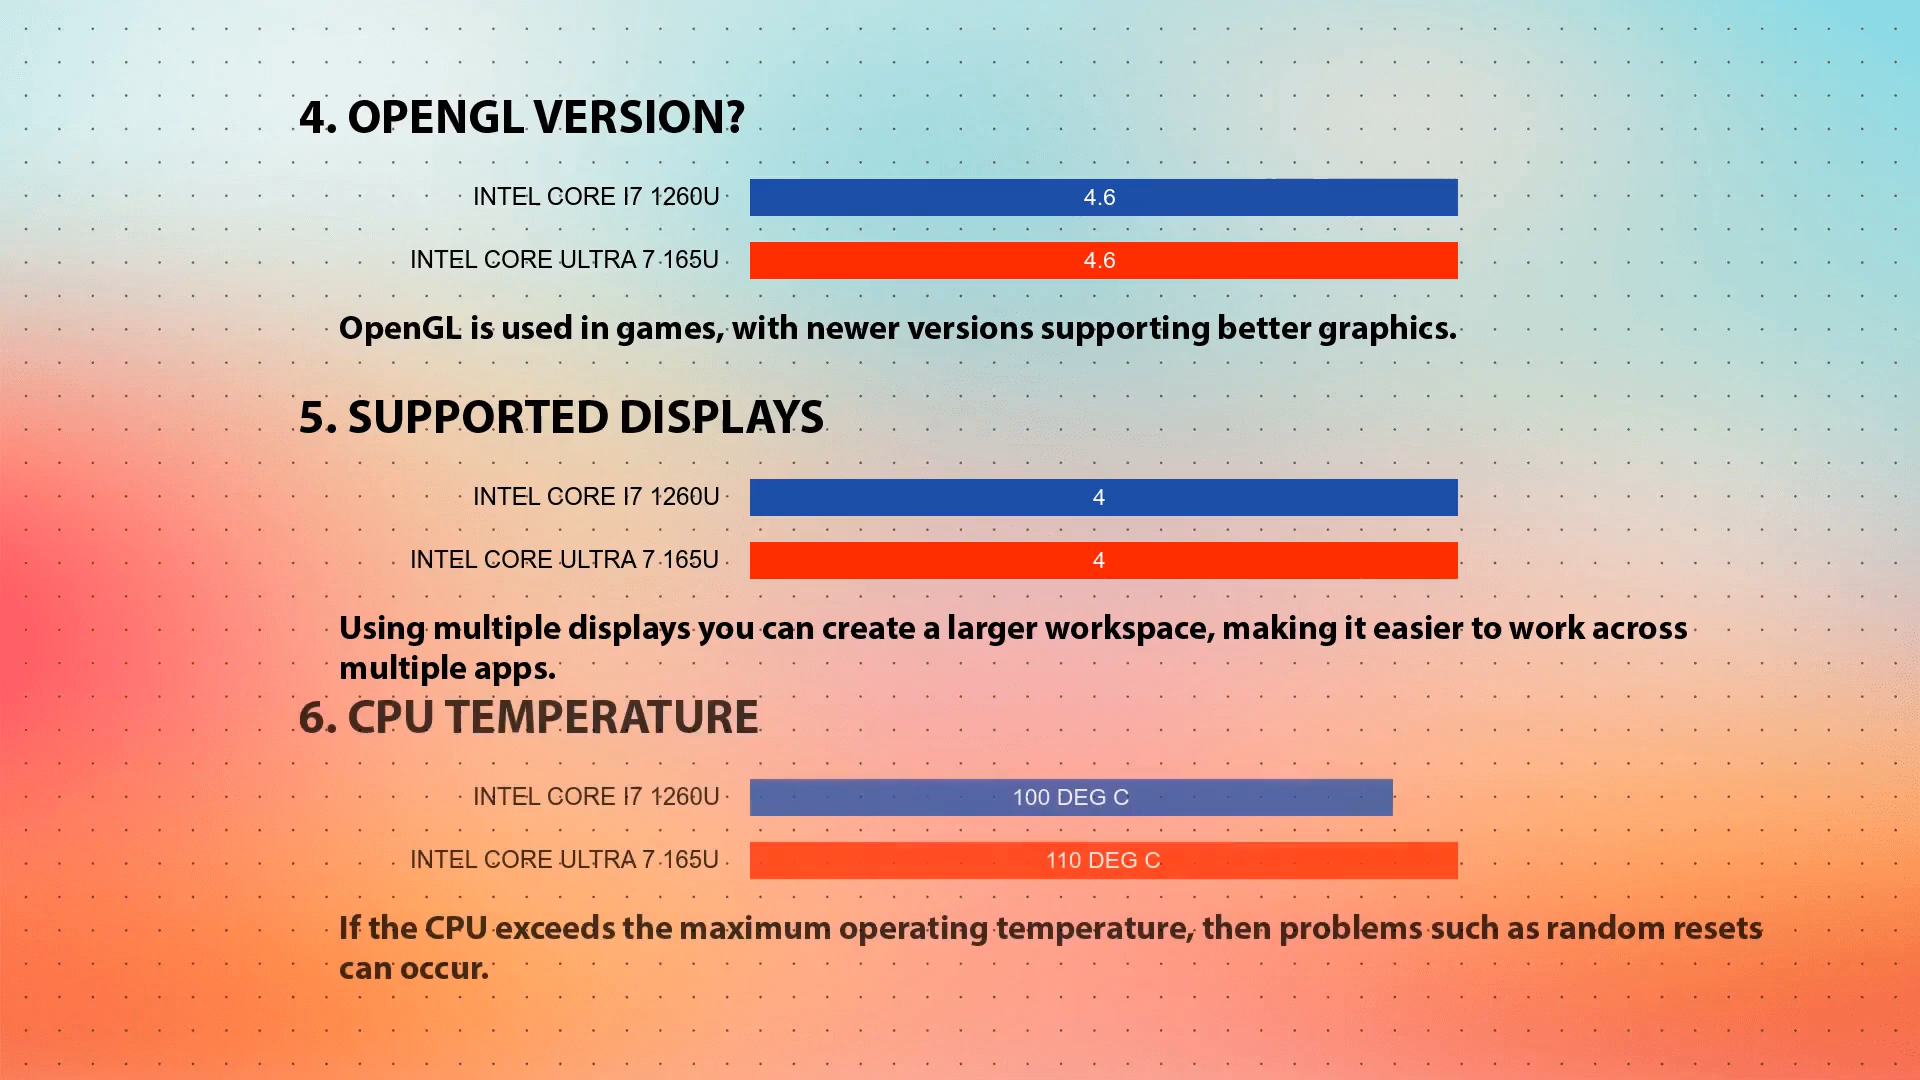 4. OPENGL VERSION?
INTEL CORE I7 1260U
4.6
INTEL CORE ULTRA 7 165U
4.6
OpenGL is used in games, with newer versions supporting better graphics.
5. SUPPORTED DISPLAYS
INTEL CORE I7 1260U
4
INTEL CORE ULTRA 7 165U
4
Using multiple displays you can create a larger workspace, making it easier to work across
multiple apps.
6. CPU TEMPERATURE
INTEL CORE I7 1260U
100 DEG C
INTEL CORE ULTRA 7 165U
110 DEG C
If the CPU exceeds the maximum operating temperature, then problems such as random resets
can occur.